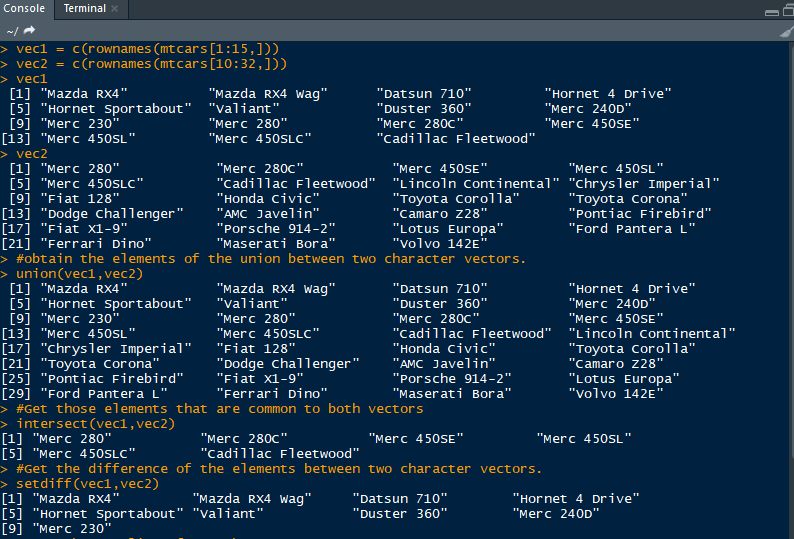 Console Terminal
~/
> vec1 = c(rownames(mtcars[1:15,]))
> vec2 = c(rownames(mtcars[10:32,]))
> vec1
 [1] "Mazda RX4"         "Mazda RX4 Wag"      "Datsun 710"         "Hornet 4 Drive"
 [5] "Hornet Sportabout" "Valiant"            "Duster 360"         "Merc 240D"
 [9] "Merc 230"          "Merc 280"           "Merc 280C"          "Merc 450SE"
[13] "Merc 450SL"        "Merc 450SLC"        "Cadillac Fleetwood"
> vec2
 [1] "Merc 280"            "Merc 280C"           "Merc 450SE"          "Merc 450SL"
 [5] "Merc 450SLC"         "Cadillac Fleetwood"  "Lincoln Continental" "Chrysler Imperial"
 [9] "Fiat 128"            "Honda Civic"         "Toyota Corolla"      "Toyota Corona"
[13] "Dodge Challenger"    "AMC Javelin"         "Camaro Z28"          "Pontiac Firebird"
[17] "Fiat X1-9"           "Porsche 914-2"       "Lotus Europa"        "Ford Pantera L"
[21] "Ferrari Dino"        "Maserati Bora"       "Volvo 142E"
> #obtain the elements of the union between two character vectors.
> union(vec1,vec2)
 [1] "Mazda RX4"           "Mazda RX4 Wag"       "Datsun 710"          "Hornet 4 Drive"
 [5] "Hornet Sportabout"   "Valiant"             "Duster 360"          "Merc 240D"
 [9] "Merc 230"            "Merc 280"            "Merc 280C"           "Merc 450SE"
[13] "Merc 450SL"          "Merc 450SLC"         "Cadillac Fleetwood"  "Lincoln Continental"
[17] "Chrysler Imperial"   "Fiat 128"            "Honda Civic"         "Toyota Corolla"
[21] "Toyota Corona"       "Dodge Challenger"    "AMC Javelin"         "Camaro Z28"
[25] "Pontiac Firebird"    "Fiat X1-9"           "Porsche 914-2"       "Lotus Europa"
[29] "Ford Pantera L"      "Ferrari Dino"        "Maserati Bora"       "Volvo 142E"
> #Get those elements that are common to both vectors
> intersect(vec1,vec2)
[1] "Merc 280"           "Merc 280C"          "Merc 450SE"         "Merc 450SL"
[5] "Merc 450SLC"        "Cadillac Fleetwood"
> #Get the difference of the elements between two character vectors.
> setdiff(vec1,vec2)
[1] "Mazda RX4"         "Mazda RX4 Wag"     "Datsun 710"        "Hornet 4 Drive"
[5] "Hornet Sportabout" "Valiant"           "Duster 360"        "Merc 240D"
[9] "Merc 230"